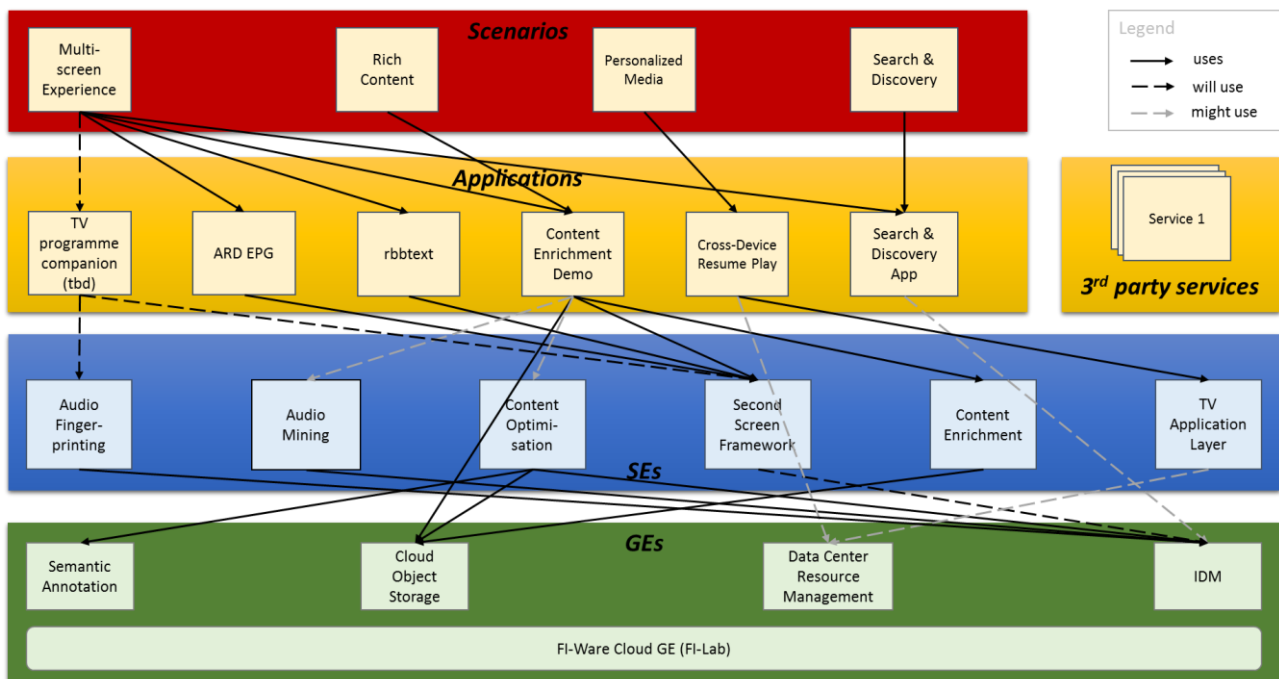 Scenarios
Multi-
screen
Experience
Rich
Content
Personalized
Media
Search &
Discovery
Legend
uses
will use
might use
Applications
TV
programme
companion
(tbd)
ARD EPG
rbbtext
Content
Enrichment
Demo
Cross-Device
Resume Play
Search &
Discovery
App
Service 1
3rd party services
Audio
Finger-
printing
Audio
Mining
Content
Optimi-
sation
Second
Screen
Framework
Content
Enrichment
TV
Application
Layer
SEs
GEs
Semantic
Annotation
Cloud
Object
Storage
Data Center
Resource
Management
IDM
FI-Ware Cloud GE (FI-Lab)